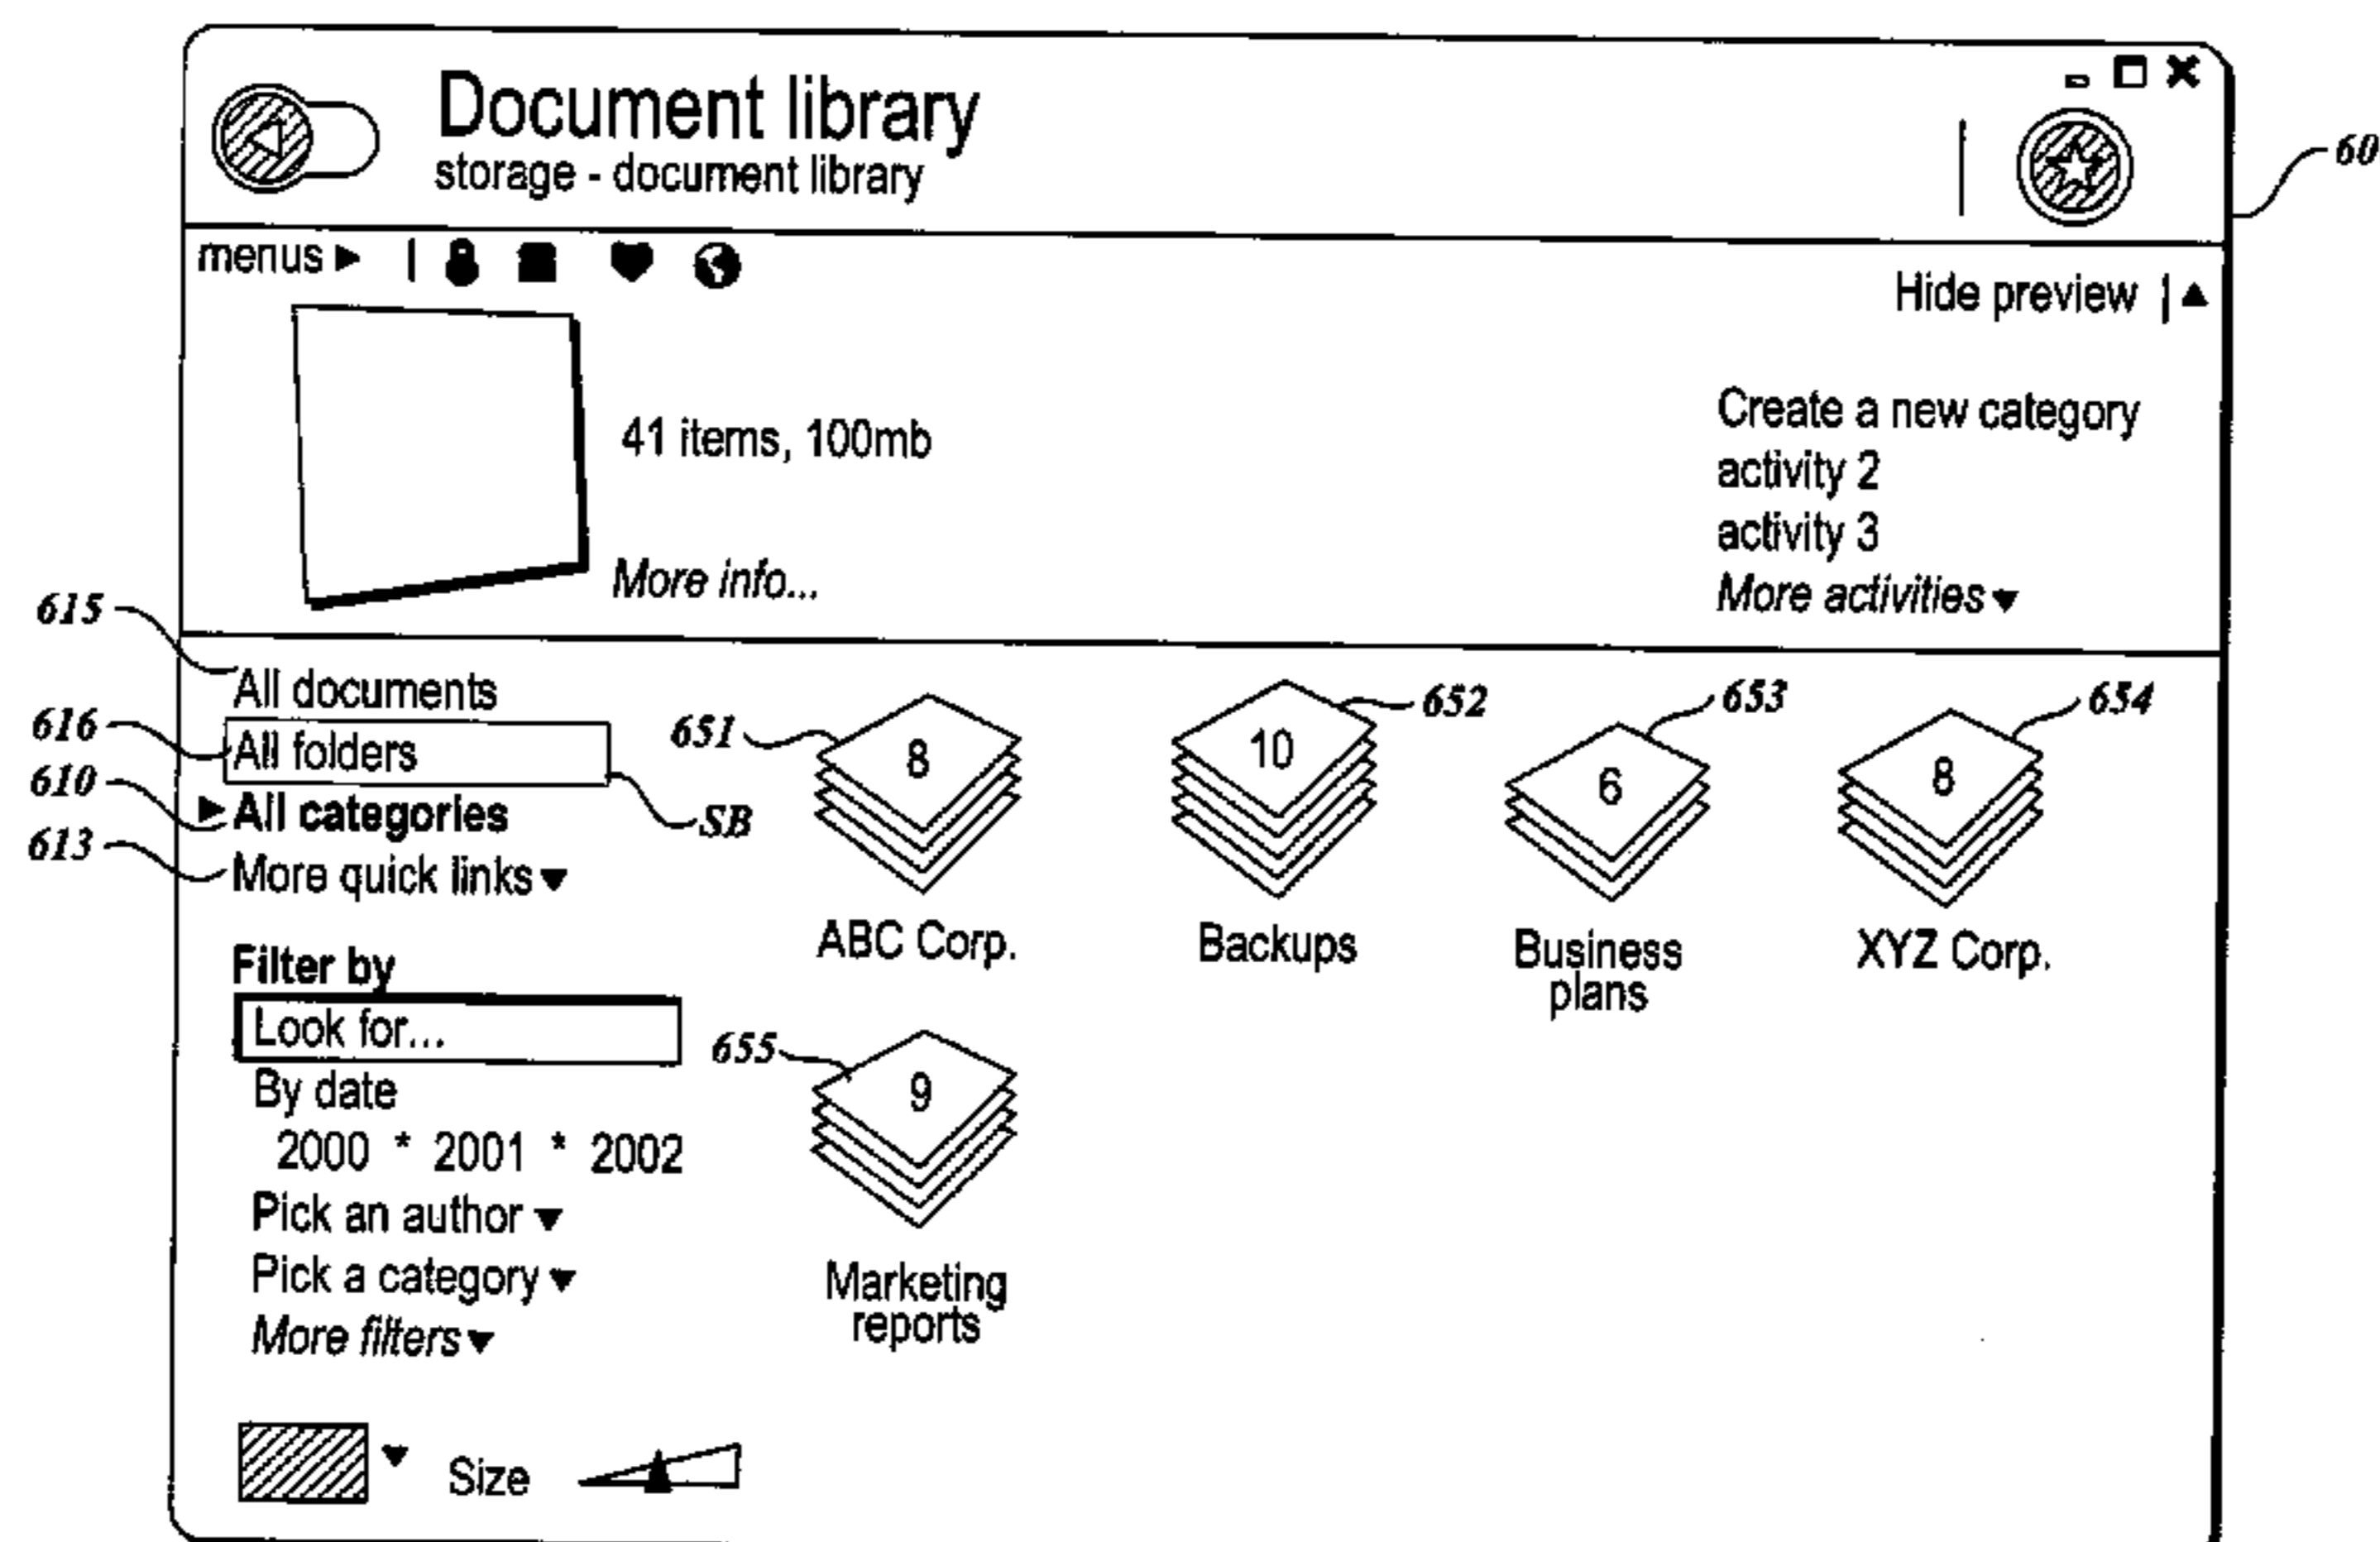 Document library
storage - document library
60
menus
Hide preview
41 items, 100mb
More info...
Create a new category
activity 2
activity 3
More activities
615
All documents
616
All folders
610
All categories
SB
613
More quick links
651
8
652
10
653
6
654
8
ABC Corp.
Backups
Business
plans
XYZ Corp.
Filter by
Look for...
By date
2000 * 2001 * 2002
Pick an author
Pick a category
More filters
655
9
Marketing
reports
Size